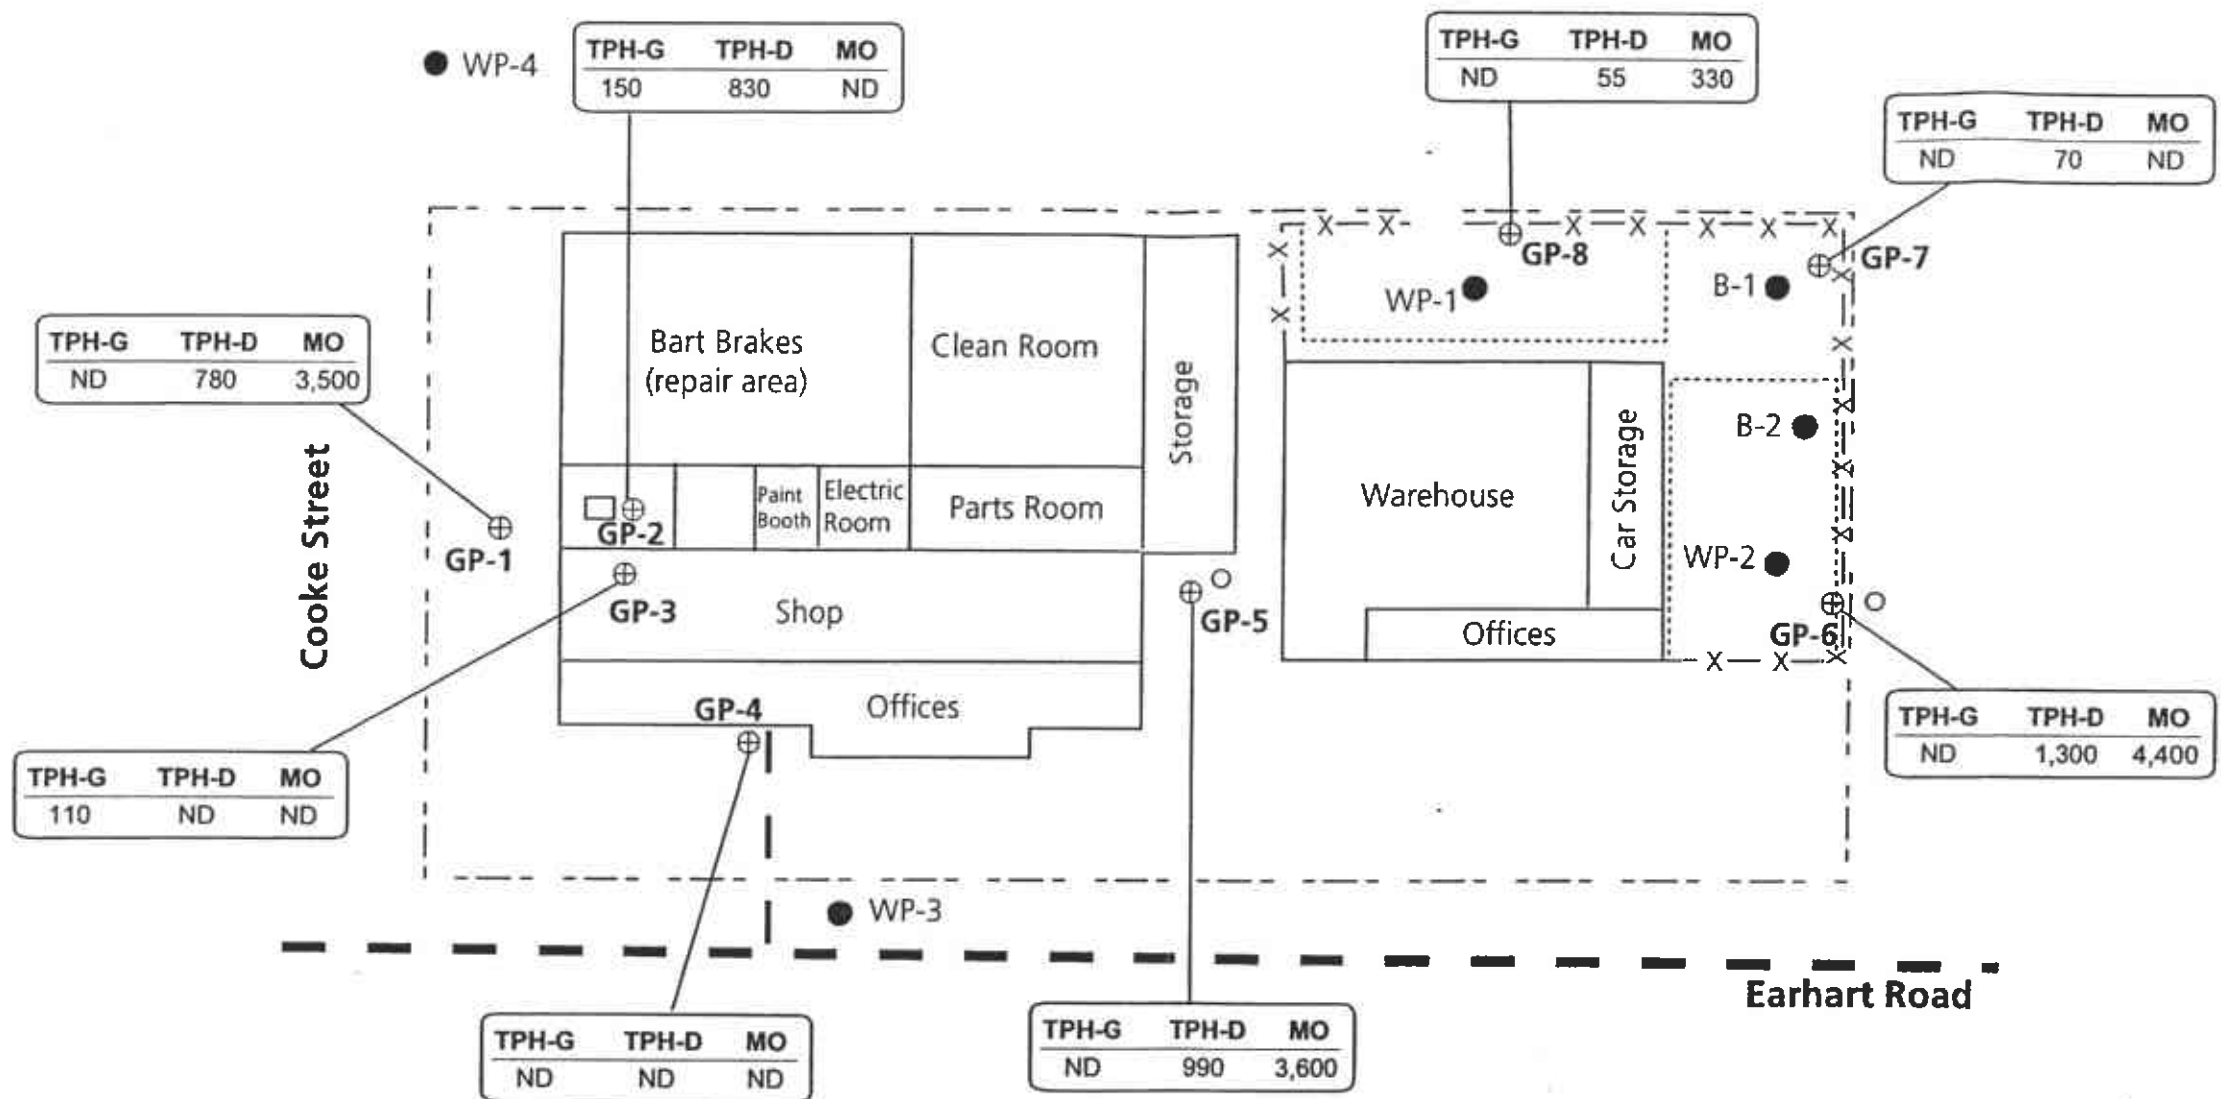 WP-4
TPH-G TPH-D MO
150 830 ND
TPH-G TPH-D MO
ND 55 330
TPH-G TPH-D MO
ND 70 ND
GP-8
GP-7
WP-1
B-1
TPH-G TPH-D MO
ND 780 3,500
Bart Brakes
(repair area)
Clean Room
Storage
Cooke Street
GP-1
GP-2
Paint
Booth
Electric
Room
Parts Room
Warehouse
Car Storage
B-2
WP-2
GP-3
Shop
GP-5
Offices
GP-6
GP-4
Offices
TPH-G TPH-D MO
110 ND ND
TPH-G TPH-D MO
ND 1,300 4,400
WP-3
Earhart Road
TPH-G TPH-D MO
ND ND ND
TPH-G TPH-D MO
ND 990 3,600